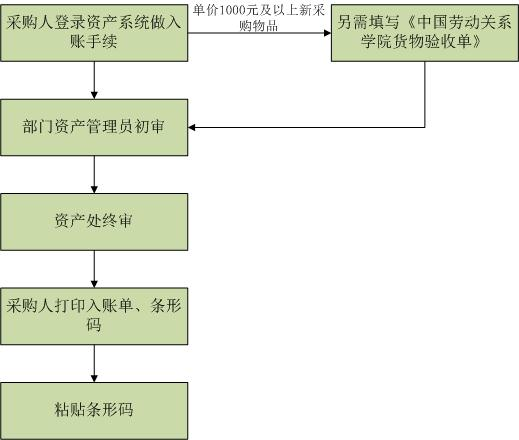 采购人登录资产系统做入
账手续
单价1000元及以上新采
购物品
另需填写《中国劳动关系
学院货物验收单》
部门资产管理员初审
资产处终审
采购人打印入账单、条形
码
粘贴条形码